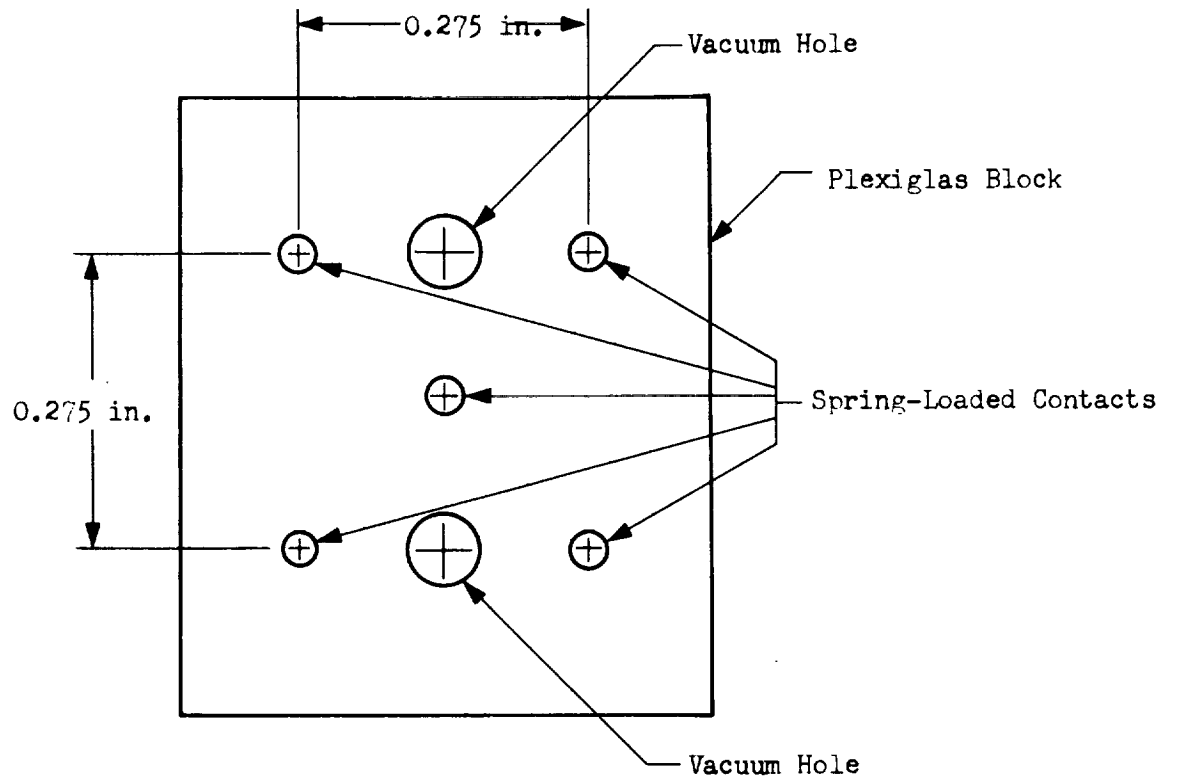 0.275 in.
Vacuum Hole
Plexiglas Block
0.275 in.
Spring-Loaded Contacts
Vacuum Hole